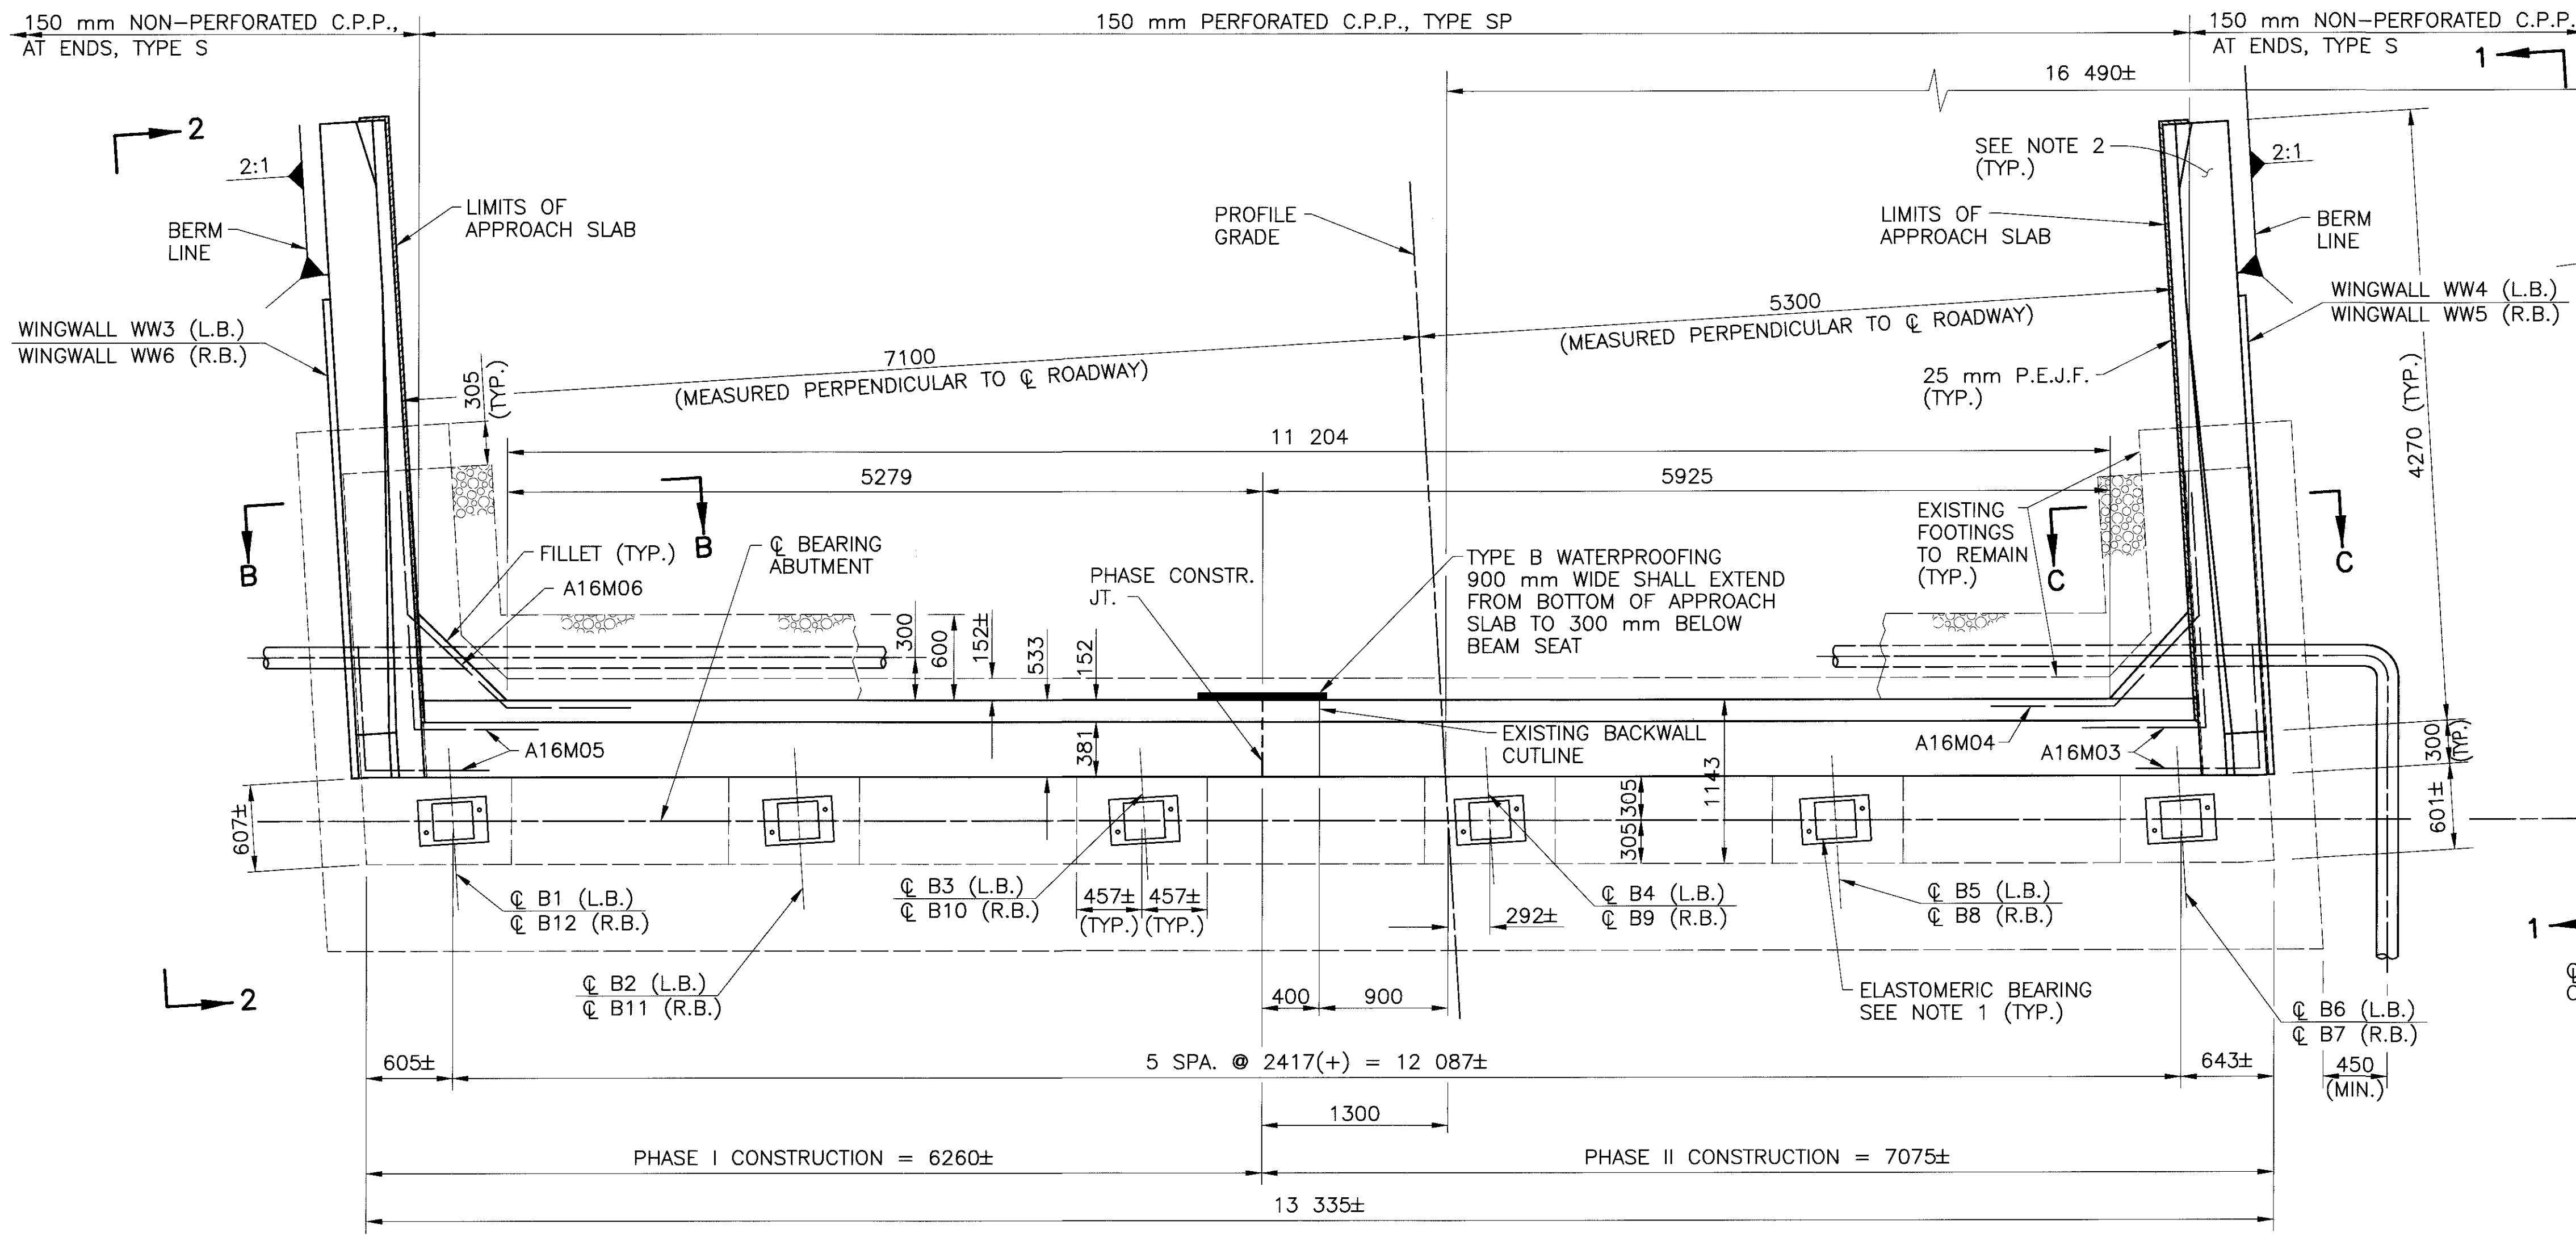 150 mm NON-PERFORATED C.P.P.,
AT ENDS, TYPE S
150 mm PERFORATED C.P.P., TYPE SP
150 mm NON-PERFORATED C.P.P.
AT ENDS, TYPE S
16 490±
1
2
2:1
BERM
LINE
LIMITS OF
APPROACH SLAB
PROFILE
GRADE
SEE NOTE 2
(TYP.)
LIMITS OF
APPROACH SLAB
2:1
BERM
LINE
WINGWALL WW3 (L.B.)
WINGWALL WW6 (R.B.)
7100
(MEASURED PERPENDICULAR TO ℄ ROADWAY)
5300
(MEASURED PERPENDICULAR TO ℄ ROADWAY)
WINGWALL WW4 (L.B.)
WINGWALL WW5 (R.B.)
305
(TYP.)
25 mm P.E.J.F.
(TYP.)
4270 (TYP.)
11 204
5279
5925
B
B
FILLET (TYP.)
A16M06
℄ BEARING
ABUTMENT
PHASE CONSTR.
JT.
TYPE B WATERPROOFING
900 mm WIDE SHALL EXTEND
FROM BOTTOM OF APPROACH
SLAB TO 300 mm BELOW
BEAM SEAT
EXISTING
FOOTINGS
TO REMAIN
(TYP.)
C
C
300
600
152±
533
152
381
A16M05
EXISTING BACKWALL
CUTLINE
A16M04
A16M03
300
(TYP.)
607±
305
305
1143
601±
℄ B1 (L.B.)
℄ B12 (R.B.)
℄ B2 (L.B.)
℄ B11 (R.B.)
℄ B3 (L.B.)
℄ B10 (R.B.)
457±
(TYP.)
457±
(TYP.)
292±
℄ B4 (L.B.)
℄ B9 (R.B.)
℄ B5 (L.B.)
℄ B8 (R.B.)
1
2
400
900
ELASTOMERIC BEARING
SEE NOTE 1 (TYP.)
℄ B6 (L.B.)
℄ B7 (R.B.)
605±
5 SPA. @ 2417(+) = 12 087±
643±
450
(MIN.)
1300
PHASE I CONSTRUCTION = 6260±
PHASE II CONSTRUCTION = 7075±
13 335±